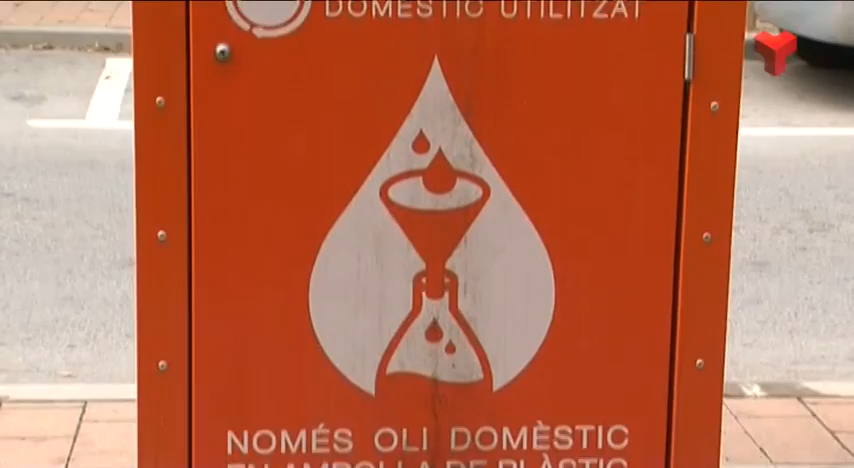 DOMÈSTIC UTILITZAT
NOMÉS OLI DOMÈSTIC
EN AMPOLLA DE PLÀSTIC